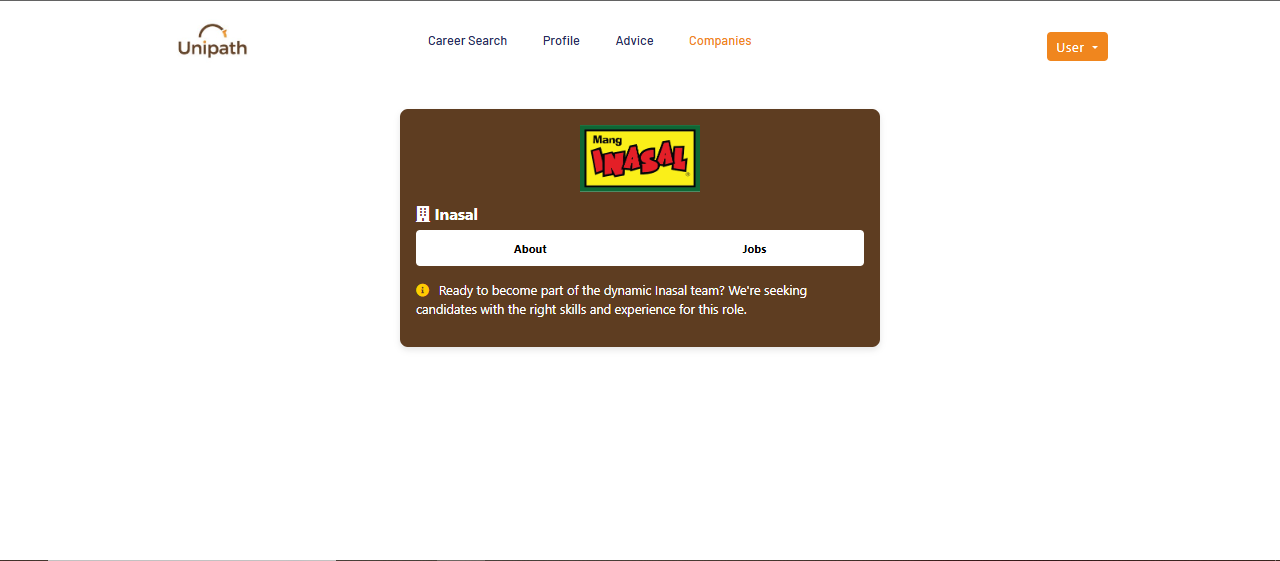 Unipath
Career Search Profile Advice Companies
User
Mang
INASAL
Inasal
About Jobs
Ready to become part of the dynamic Inasal team? We're seeking
candidates with the right skills and experience for this role.